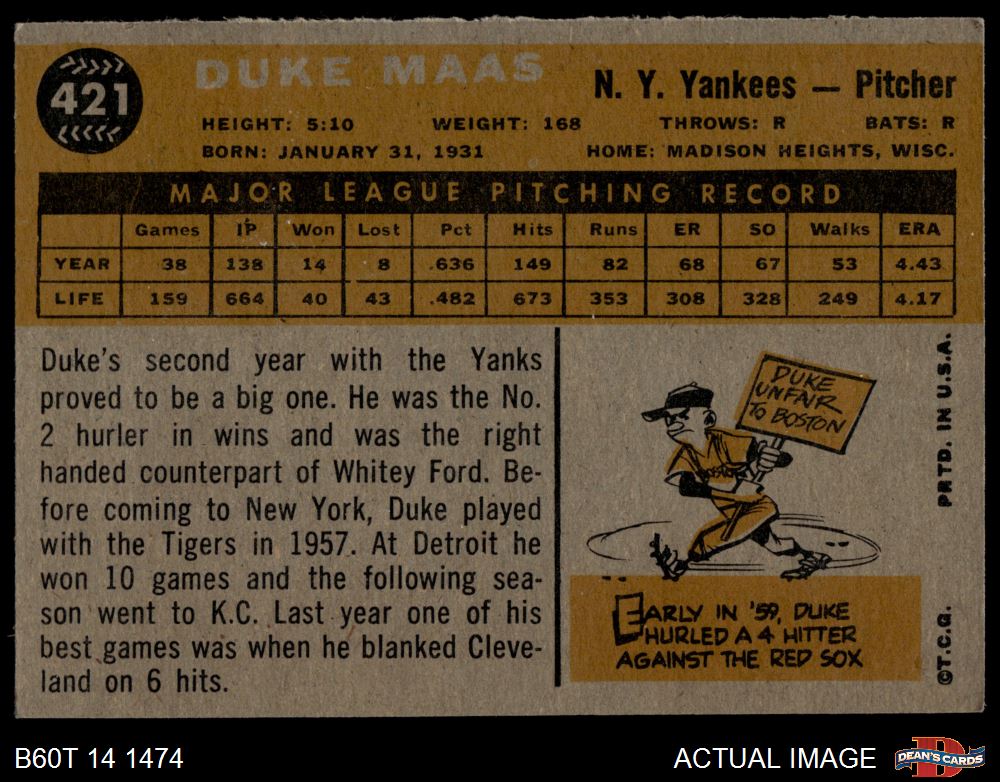 421
DUKE MAAS
N. Y. Yankees — Pitcher
HEIGHT: 5:10 WEIGHT: 168 THROWS: R BATS: R
BORN: JANUARY 31, 1931 HOME: MADISON HEIGHTS, WISC.
MAJOR LEAGUE PITCHING RECORD
Games IP Won Lost Pct Hits Runs ER SO Walks ERA
YEAR 38 138 14 8 .636 149 82 68 67 53 4.43
LIFE 159 664 40 43 .482 673 353 308 328 249 4.17
Duke's second year with the Yanks
proved to be a big one. He was the No.
2 hurler in wins and was the right
handed counterpart of Whitey Ford. Be-
fore coming to New York, Duke played
with the Tigers in 1957. At Detroit he
won 10 games and the following sea-
son went to K.C. Last year one of his
best games was when he blanked Cleve-
land on 6 hits.
DUKE
UNFAIR
TO BOSTON
BOSTON
EARLY IN '59, DUKE
HURLED A 4 HITTER
AGAINST THE RED SOX
©T.C.G. PRTD. IN U.S.A.
B60T 14 1474
ACTUAL IMAGE
D
DEAN'S CARDS